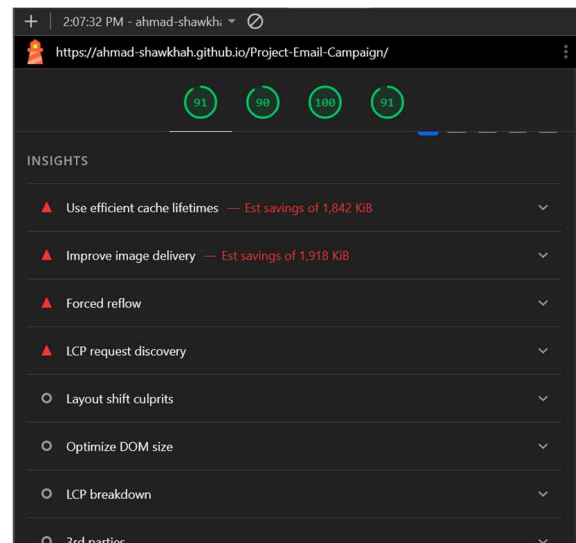 2:07:32 PM - ahmad-shawkh
https://ahmad-shawkhah.github.io/Project-Email-Campaign/
91 90 100 91
INSIGHTS
Use efficient cache lifetimes — Est savings of 1,842 KiB
Improve image delivery — Est savings of 1,918 KiB
Forced reflow
LCP request discovery
Layout shift culprits
Optimize DOM size
LCP breakdown
3rd parties